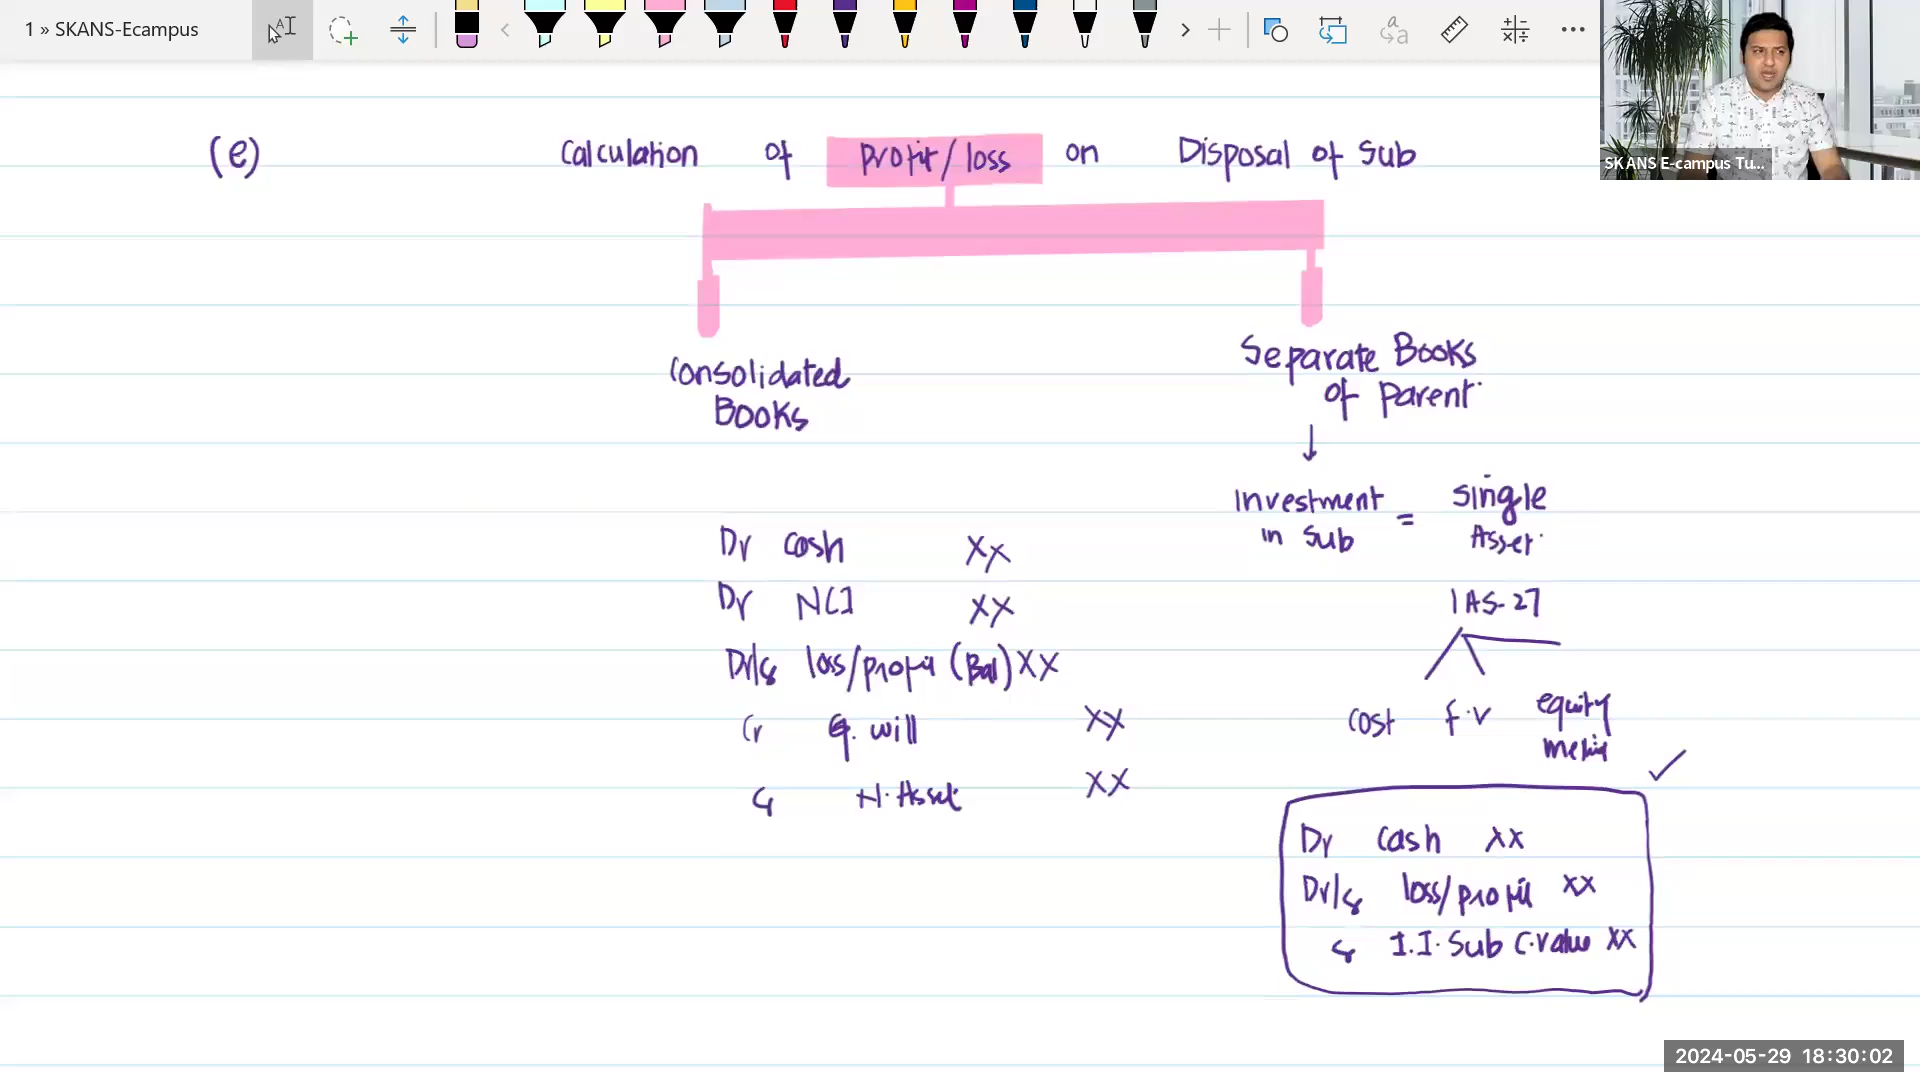 1 » SKANS-Ecampus
SKANS E-campus Tu...
(e) Calculation of Profit/loss on Disposal of Sub
Consolidated
Books
Separate Books
of Parent
Investment
in Sub = Single
Asset
IAS-27
Cost f.v equity
Dr Cash XX
Dr NCI XX
Dr/Cr loss/profit (Bal) XX
Cr G. will XX
Cr N. Asset XX
Dr Cash XX
Dr/Cr loss/profit XX
Cr I.I. Sub C.value XX
2024-05-29 18:30:02